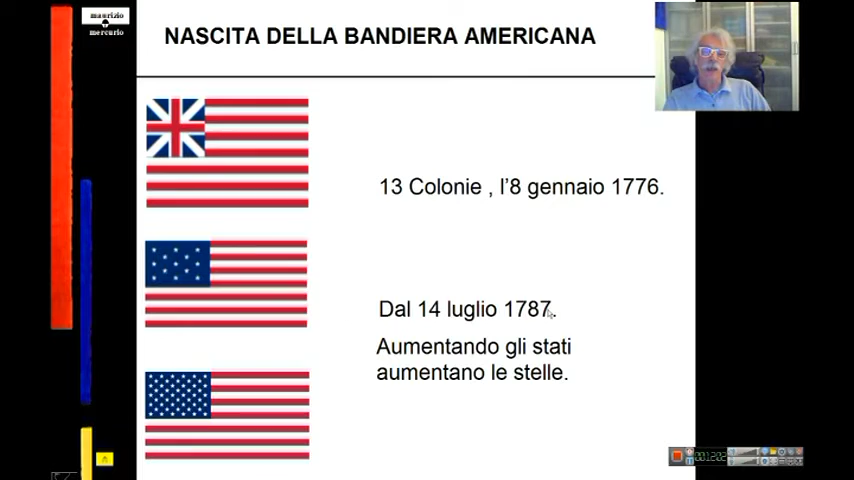 maurizio
mercurio
NASCITA DELLA BANDIERA AMERICANA
13 Colonie , l'8 gennaio 1776.
Dal 14 luglio 1787.
Aumentando gli stati
aumentano le stelle.